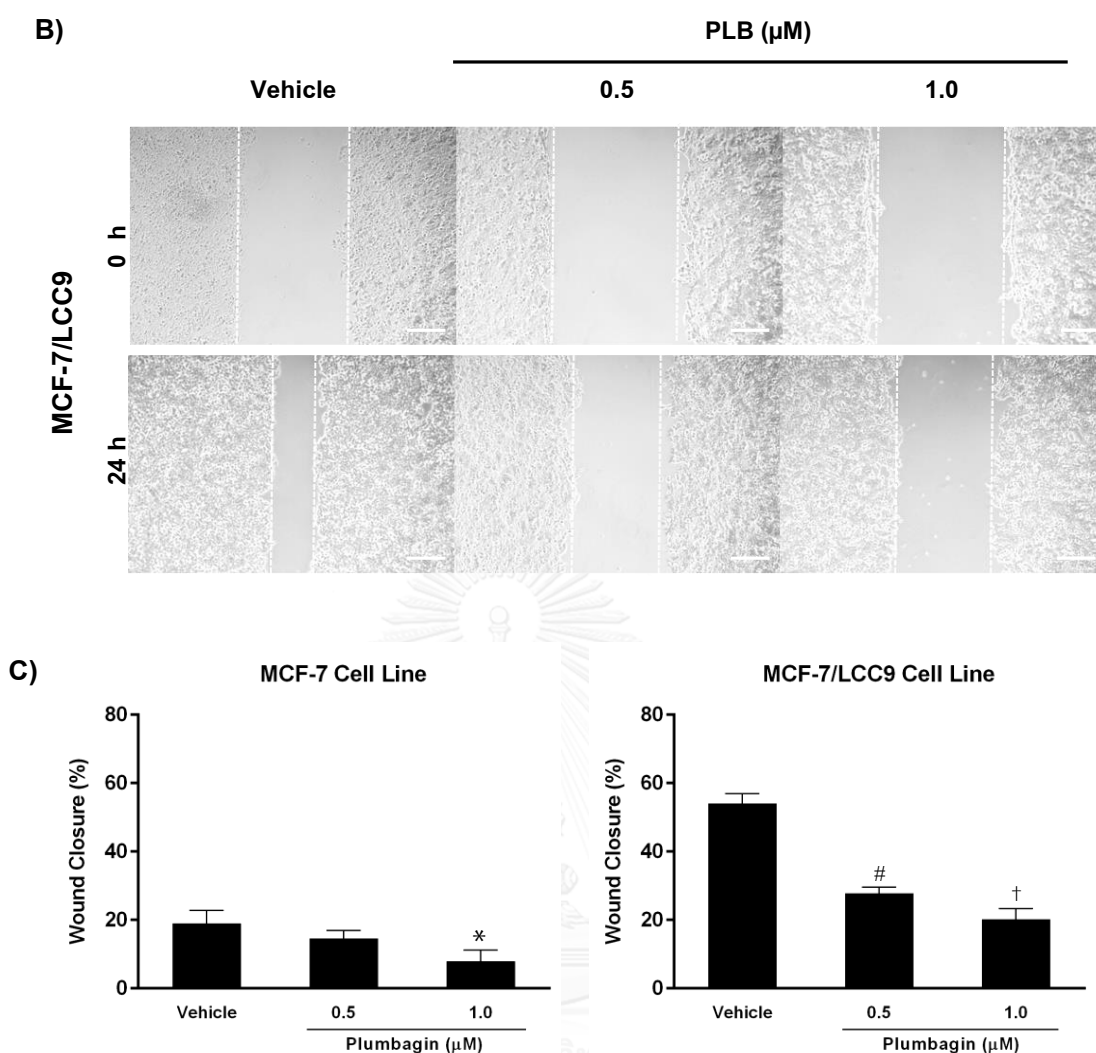 B)
PLB (µM)
Vehicle 0.5 1.0
MCF-7/LCC9
0 h
24 h
C)
MCF-7 Cell Line
Wound Closure (%)
80
60
40
20
0
*
Vehicle 0.5 1.0
Plumbagin (µM)
MCF-7/LCC9 Cell Line
Wound Closure (%)
80
60
40
20
0
#
†
Vehicle 0.5 1.0
Plumbagin (µM)